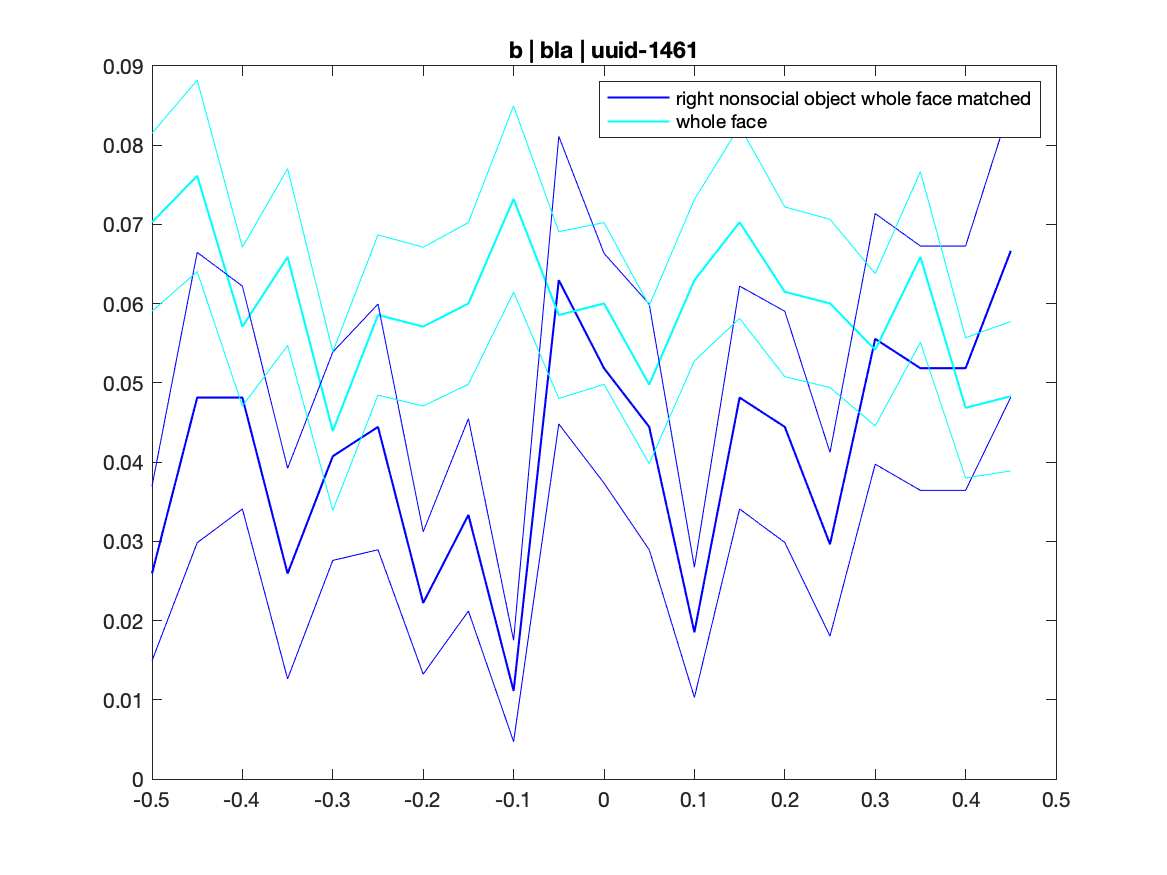 b | bla | uuid-1461
right nonsocial object whole face matched
whole face
0.09
0.08
0.07
0.06
0.05
0.04
0.03
0.02
0.01
0
-0.5 -0.4 -0.3 -0.2 -0.1 0 0.1 0.2 0.3 0.4 0.5